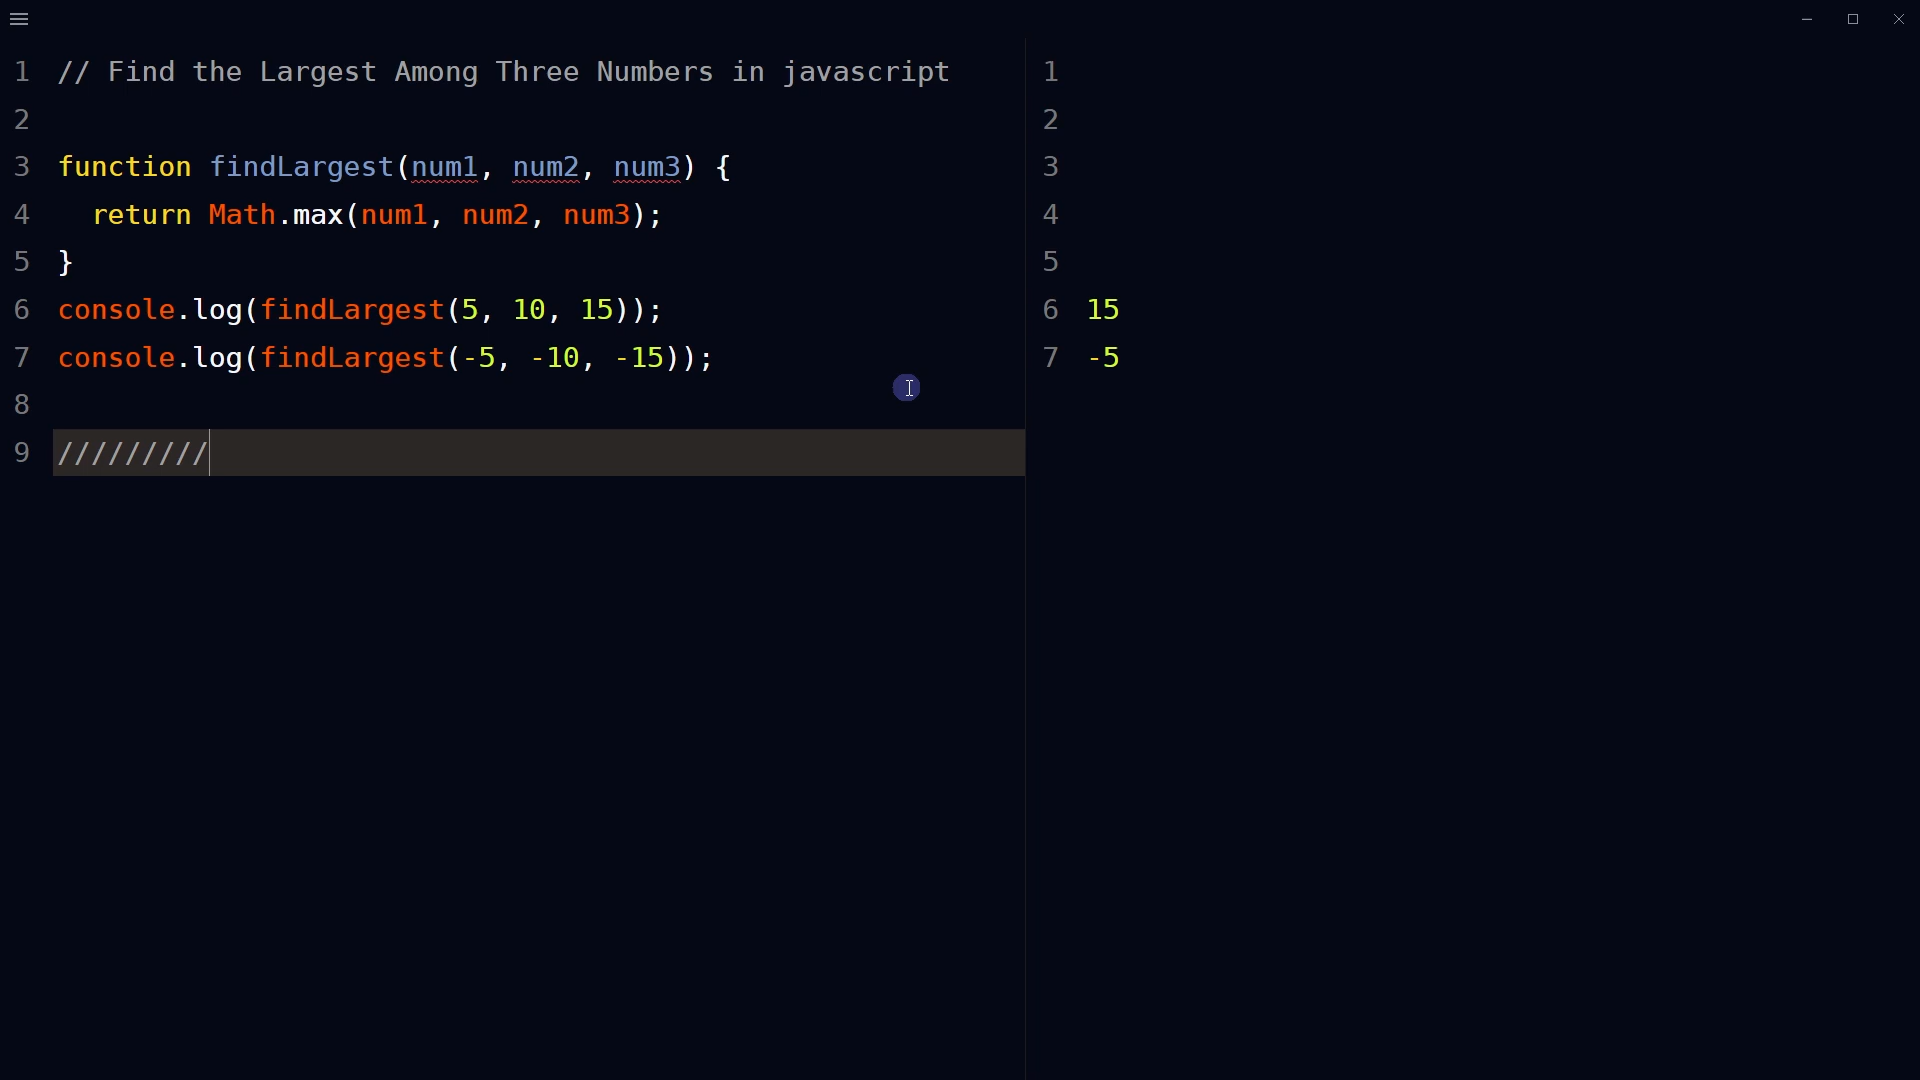 1 // Find the Largest Among Three Numbers in javascript
2
3 function findLargest(num1, num2, num3) {
4   return Math.max(num1, num2, num3);
5 }
6 console.log(findLargest(5, 10, 15));
7 console.log(findLargest(-5, -10, -15));
8
9 /////////
1
2
3
4
5
6 15
7 -5